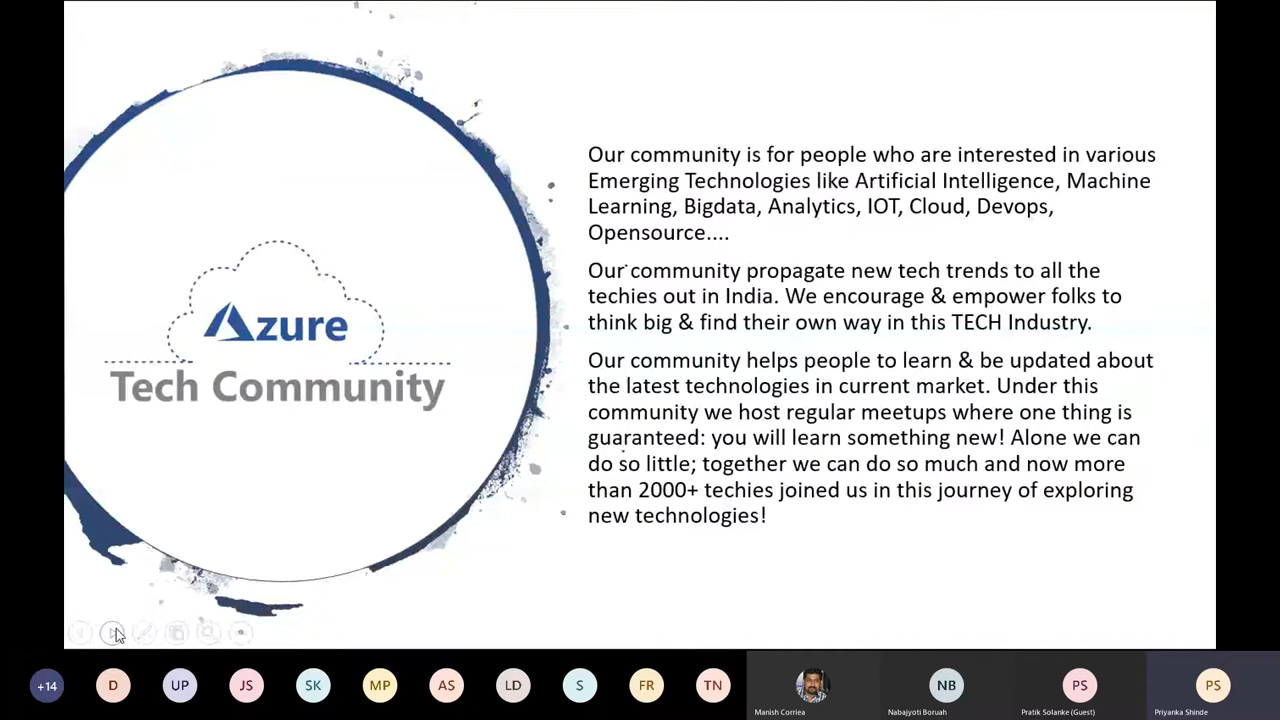 Azure
Tech Community
Our community is for people who are interested in various
Emerging Technologies like Artificial Intelligence, Machine
Learning, Bigdata, Analytics, IOT, Cloud, Devops,
Opensource....
Our community propagate new tech trends to all the
techies out in India. We encourage & empower folks to
think big & find their own way in this TECH Industry.
Our community helps people to learn & be updated about
the latest technologies in current market. Under this
community we host regular meetups where one thing is
guaranteed: you will learn something new! Alone we can
do so little; together we can do so much and now more
than 2000+ techies joined us in this journey of exploring
new technologies!
+14 D UP JS SK MP AS LD S FR TN NB PS PS
Manish Corriea Nabajyoti Boruah Pratik Solanke (Guest) Priyanka Shinde